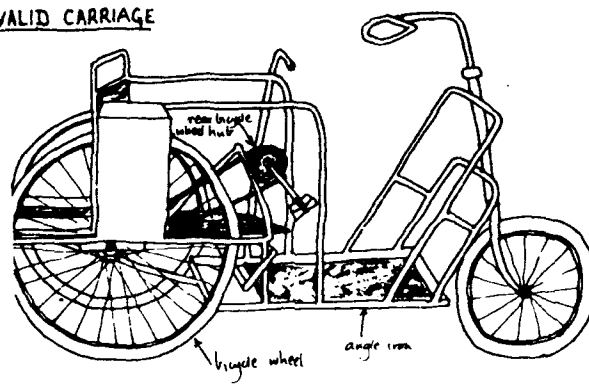 VALID CARRIAGE
rear bicycle
wheel hub
bicycle wheel
angle iron